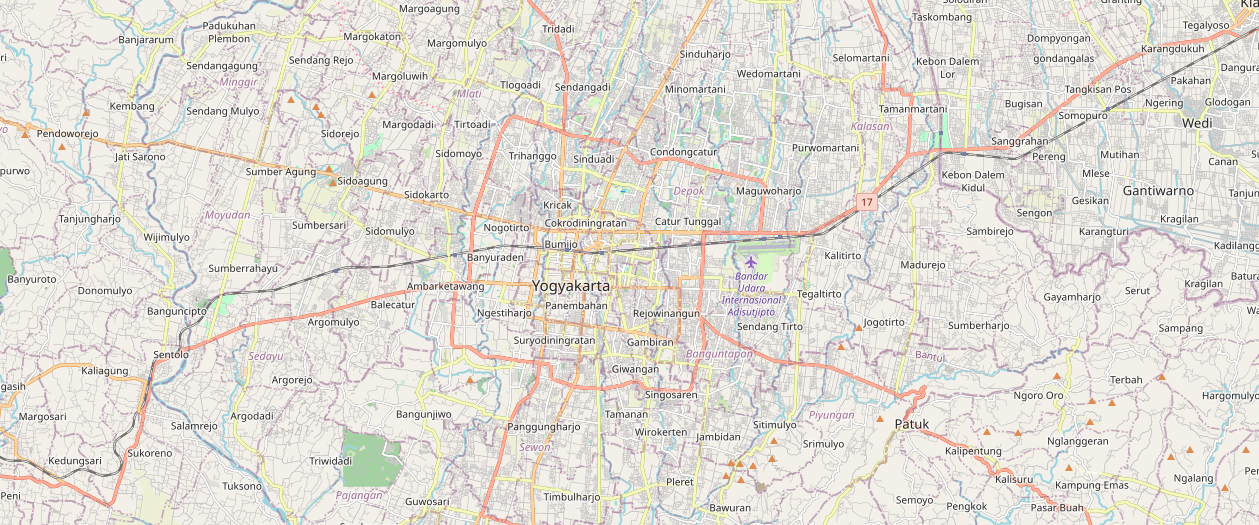 Margoagung
Soldiran
Granting
Kla
Taskombang
Padukuhan
Plembon
Tridadi
Tegalyoso
Banjararum
Margokaton
Margomulyo
Dompyongan
Karangdukuh
Sinduharjo
Selomartani
Kebon Dalem
Lor
gondangan
Sendang Rejo
Sendangagung
Minggir
Margoluwih
Tlogoadi
Sendangadi
Wedomartani
Dangura
Pakahan
Tangkisan Pos
Minomartani
Mlati
Kembang
Sendang Mulyo
Ngering
Glodogan
Bugisan
Tamanmartani
Somopuro
Wedi
Margodadi
Tirtoadi
Kalasan
Pendoworejo
Sidorejo
Sanggrahan
Jati Sarono
Sidomoyo
Trihanggo
Sinduadi
Condongcatur
Purwomartani
Pereng
Mutihan
Canan
purwo
Sumber Agung
Sidoagung
Kebon Dalem
Kidul
Mlese
Su
Sidokarto
Depok
Maguwoharjo
Gantiwarno
Tanjun
Gesikan
Kricak
17
Moyudan
Sengon
Tanjungharjo
Sumbersari
Nogotirto
Cokrodiningratan
Catur Tunggal
Kragilan
Wijimulyo
Sidomulyo
Sambirejo
Karangturi
Bumijo
Kadilang
Banyuraden
Kalitirto
Sumberrahayu
Madurejo
Batura
Banyuroto
Bandar
Udara
Internasional
Adisutjipto
Kragilan
Donomulyo
Ambarketawang
Yogyakarta
Tegaltirto
Serut
Gayamharjo
Wa
Balecatur
Banguncipto
Panembahan
Ngestiharjo
Rejowinangun
Argomulyo
Jogotirto
Sumberharjo
Sendang Tirto
Sampang
Suryodiningratan
Gambiran
Sentolo
Sedayu
Banguntapan
Bantul
Kaliagung
Giwangan
Argorejo
Terbah
gasih
Ngoro Oro
Singosaren
Hargomulyo
Margosari
Argodadi
Bangunjiwo
Tamanan
Piyungan
Salamrejo
Panggungharjo
Sitimulyo
Patuk
Wirokerten
Jambidan
Srimulyo
Nglanggeran
Sewon
Kalipentung
Sukoreno
Kedungsari
Triwidadi
Kalisuru
Ngalang
Pleret
Tuksono
Kampung Emas
Peni
Pajangan
Guwosari
Timbulharjo
Semoyo
Pengkok
Bawuran
Pasar Buah